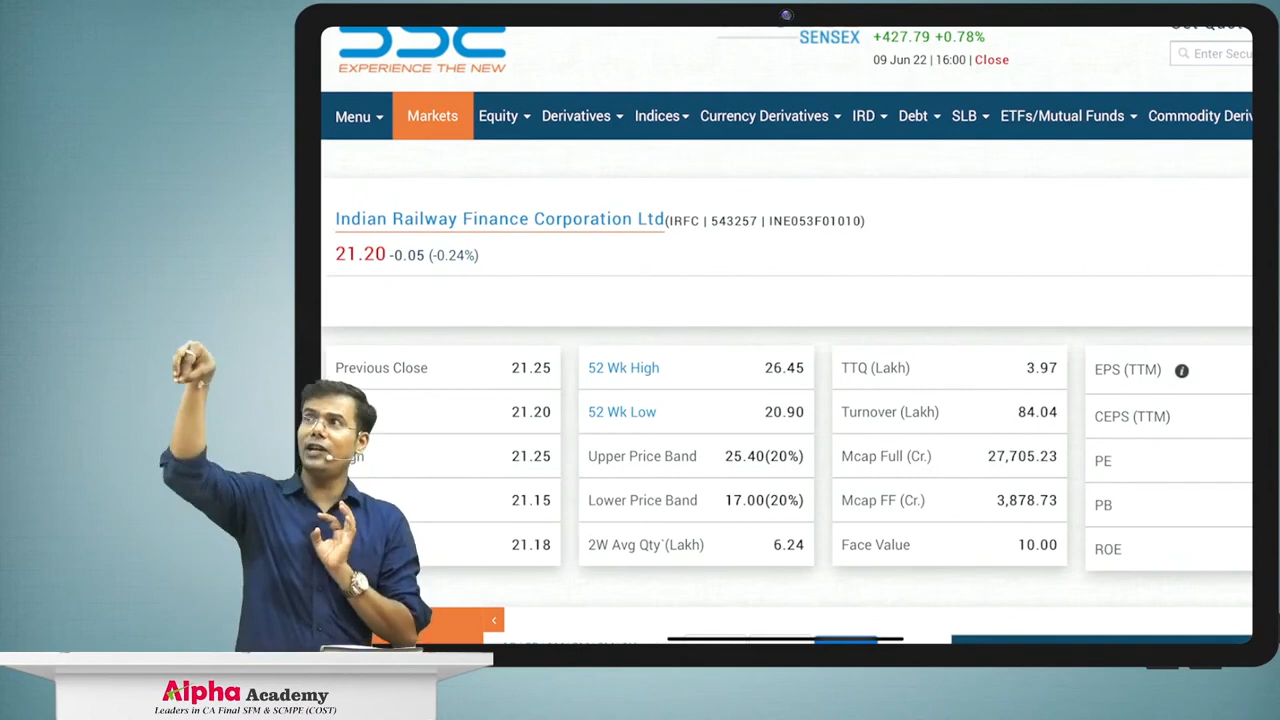 EXPERIENCE THE NEW
SENSEX
+427.79 +0.78%
09 Jun 22 | 16:00 | Close
Enter Secu
Menu Markets Equity Derivatives Indices Currency Derivatives IRD Debt SLB ETFs/Mutual Funds Commodity Deriv
Indian Railway Finance Corporation Ltd(IRFC | 543257 | INE053F01010)
21.20 -0.05 (-0.24%)
Previous Close 21.25
21.20
21.25
21.15
21.18
52 Wk High 26.45
52 Wk Low 20.90
Upper Price Band 25.40(20%)
Lower Price Band 17.00(20%)
2W Avg Qty`(Lakh) 6.24
TTQ (Lakh) 3.97
Turnover (Lakh) 84.04
Mcap Full (Cr.) 27,705.23
Mcap FF (Cr.) 3,878.73
Face Value 10.00
EPS (TTM) i
CEPS (TTM)
PE
PB
ROE
Alpha Academy
Leaders in CA Final SFM & SCMPE (COST)